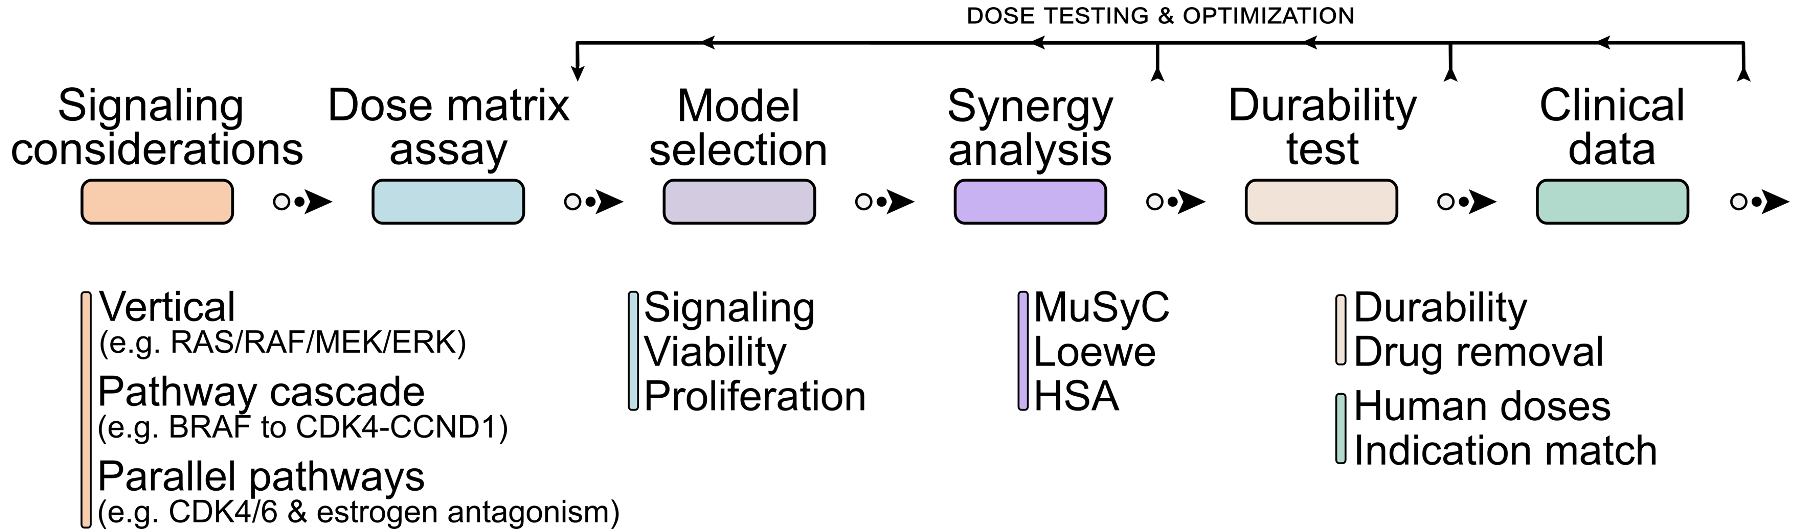 DOSE TESTING & OPTIMIZATION
Signaling
considerations
Dose matrix
assay
Model
selection
Synergy
analysis
Durability
test
Clinical
data
Vertical
(e.g. RAS/RAF/MEK/ERK)
Pathway cascade
(e.g. BRAF to CDK4-CCND1)
Parallel pathways
(e.g. CDK4/6 & estrogen antagonism)
Signaling
Viability
Proliferation
MuSyC
Loewe
HSA
Durability
Drug removal
Human doses
Indication match